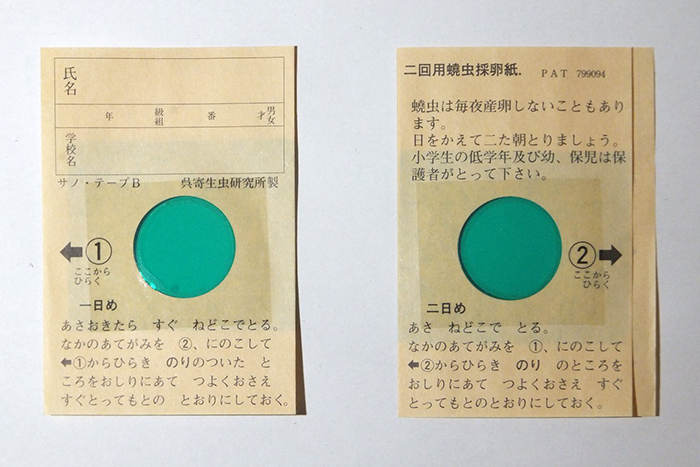 氏名
年 級組 番 才 男女
学校名
サノ・テープB 呉寄生虫研究所製
①
ここから
ひらく
一日め
あさおきたら すぐ ねどこでとる。
なかのあてがみを ②、にのこして
①からひらき のりのついた と
ころをおしりにあて つよくおさえ
すぐとってもとの とおりにしておく。
二回用蟯虫採卵紙. PAT 799094
蟯虫は毎夜産卵しないこともあり
ます。
日をかえて二た朝とりましょう。
小学生の低学年及び幼、保児は保
護者がとって下さい。
②
ここから
ひらく
二日め
あさ ねどこで とる。
なかのあてがみを ①、にのこして
②からひらき のり のところを
おしりにあて つよくおさえ すぐ
とってもとのとおりにしておく。